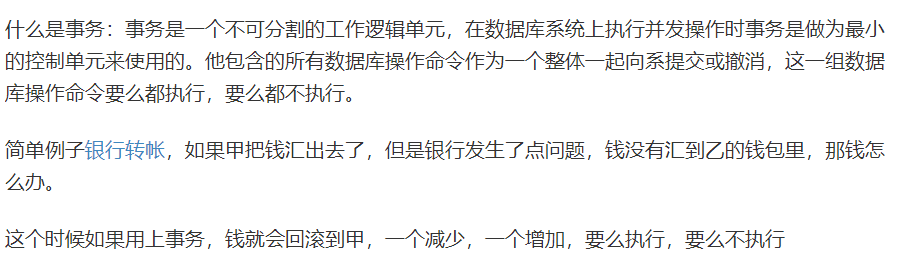 什么是事务：事务是一个不可分割的工作逻辑单元，在数据库系统上执行并发操作时事务是做为最小
的控制单元来使用的。他包含的所有数据库操作命令作为一个整体一起向系提交或撤消，这一组数据
库操作命令要么都执行，要么都不执行。
简单例子银行转帐，如果甲把钱汇出去了，但是银行发生了点问题，钱没有汇到乙的钱包里，那钱怎
么办。
这个时候如果用上事务，钱就会回滚到甲，一个减少，一个增加，要么执行，要么不执行